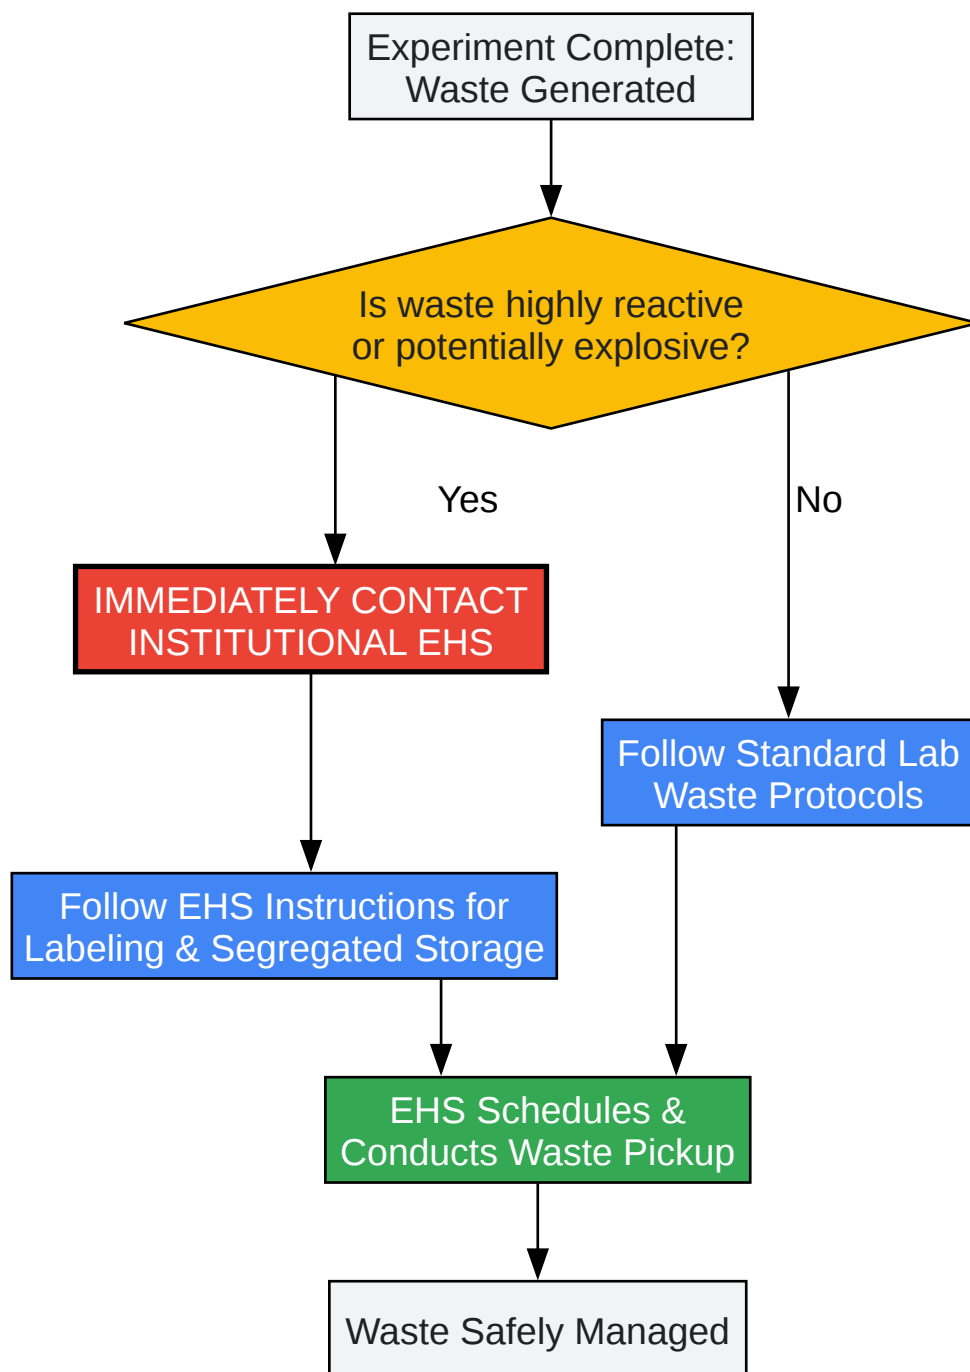 Experiment Complete:
Waste Generated
Is waste highly reactive
or potentially explosive?
Yes
No
IMMEDIATELY CONTACT
INSTITUTIONAL EHS
Follow Standard Lab
Waste Protocols
Follow EHS Instructions for
Labeling & Segregated Storage
EHS Schedules &
Conducts Waste Pickup
Waste Safely Managed